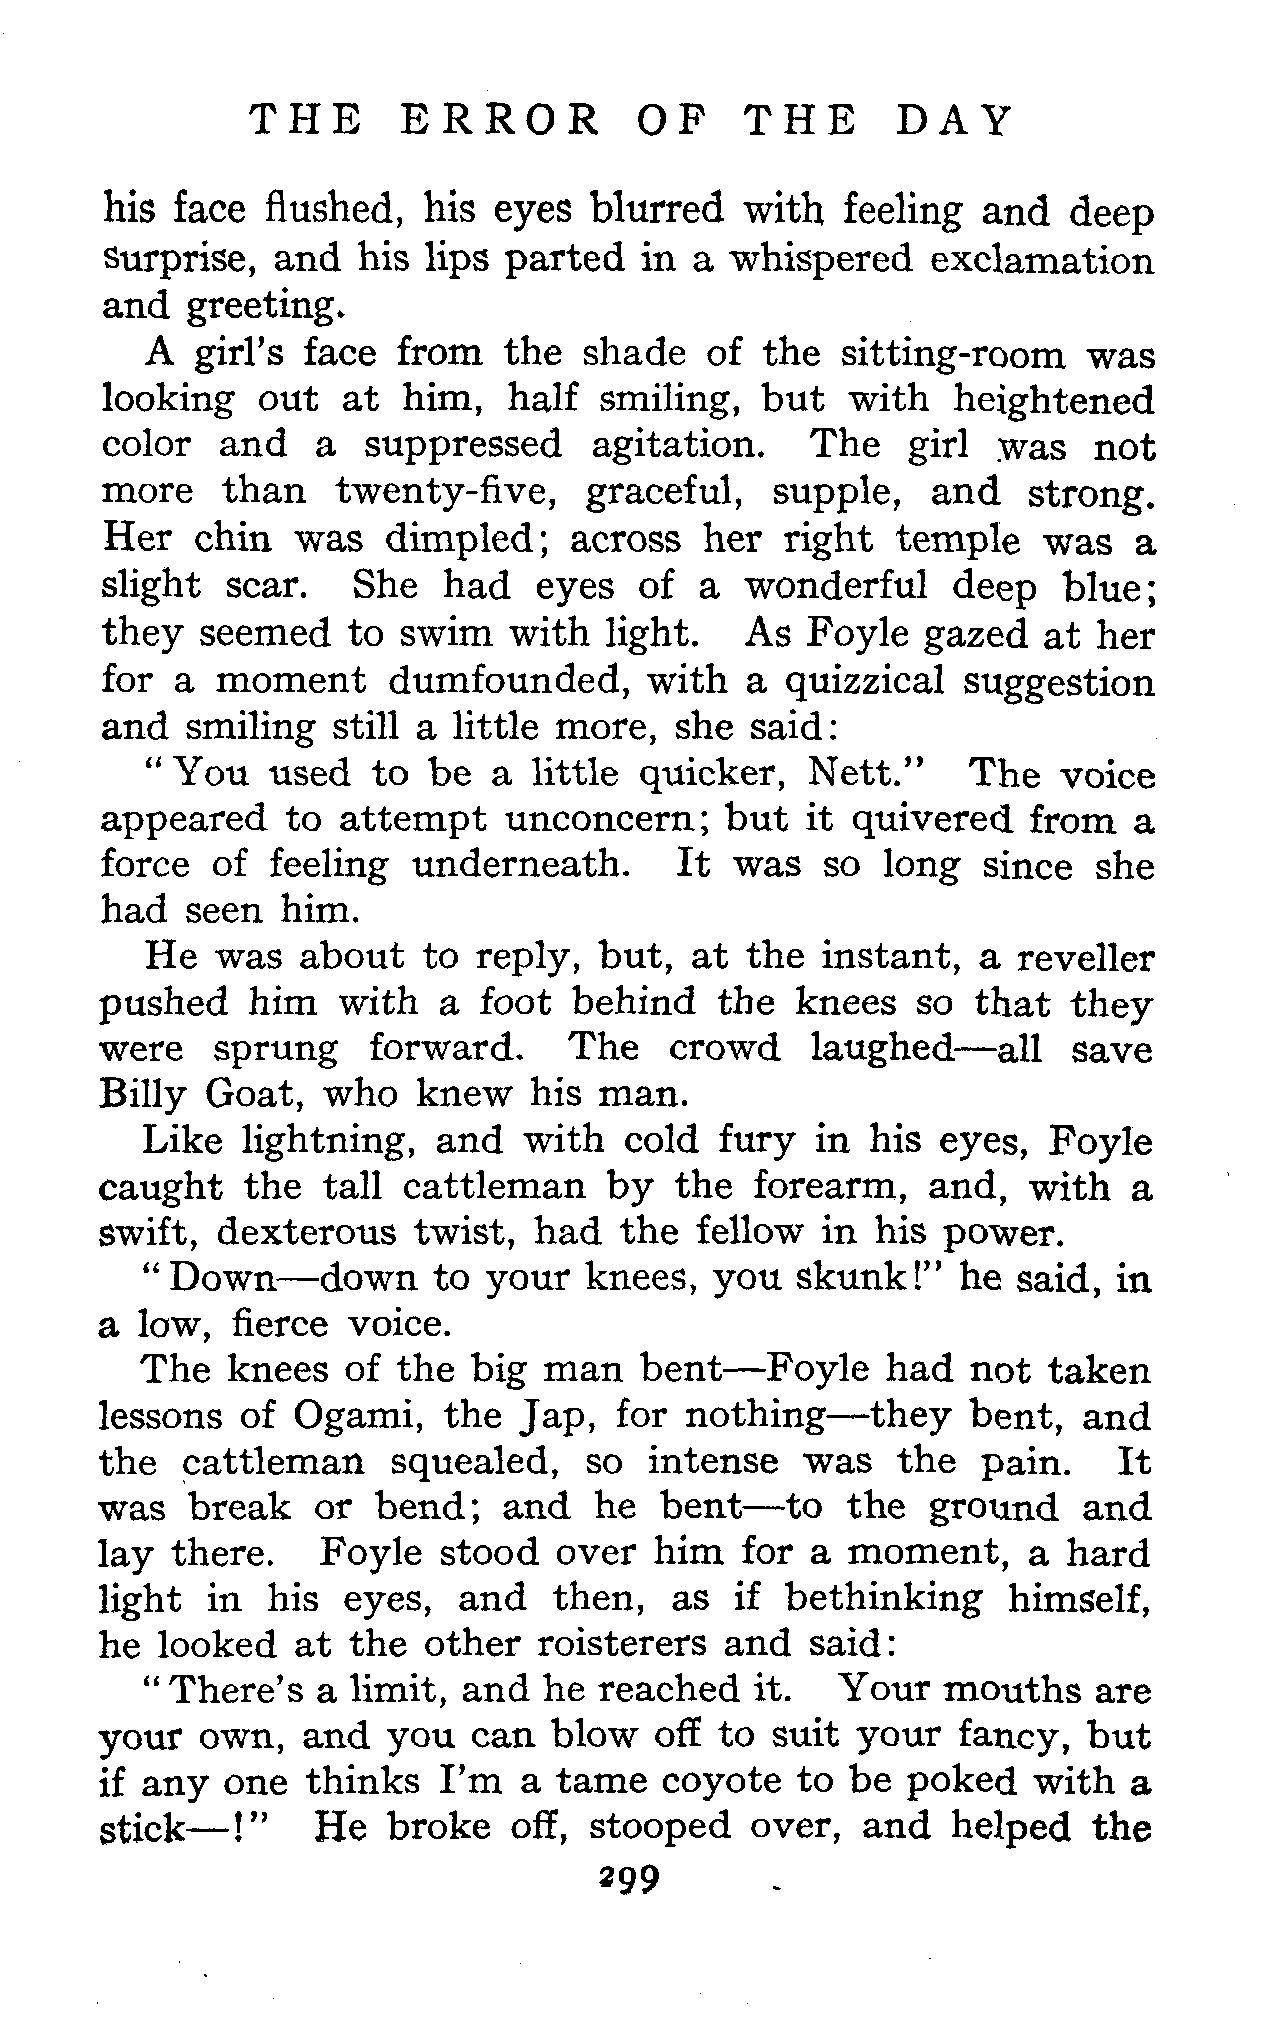 THE ERROR OF THE DAY
his face flushed, his eyes blurred with feeling and deep
surprise, and his lips parted in a whispered exclamation
and greeting.
A girl's face from the shade of the sitting-room was
looking out at him, half smiling, but with heightened
color and a suppressed agitation. The girl was not
more than twenty-five, graceful, supple, and strong.
Her chin was dimpled; across her right temple was a
slight scar. She had eyes of a wonderful deep blue;
they seemed to swim with light. As Foyle gazed at her
for a moment dumfounded, with a quizzical suggestion
and smiling still a little more, she said:
"You used to be a little quicker, Nett." The voice
appeared to attempt unconcern; but it quivered from a
force of feeling underneath. It was so long since she
had seen him.
He was about to reply, but, at the instant, a reveller
pushed him with a foot behind the knees so that they
were sprung forward. The crowd laughed—all save
Billy Goat, who knew his man.
Like lightning, and with cold fury in his eyes, Foyle
caught the tall cattleman by the forearm, and, with a
swift, dexterous twist, had the fellow in his power.
"Down—down to your knees, you skunk!" he said, in
a low, fierce voice.
The knees of the big man bent—Foyle had not taken
lessons of Ogami, the Jap, for nothing—they bent, and
the cattleman squealed, so intense was the pain. It
was break or bend; and he bent—to the ground and
lay there. Foyle stood over him for a moment, a hard
light in his eyes, and then, as if bethinking himself,
he looked at the other roisterers and said:
"There's a limit, and he reached it. Your mouths are
your own, and you can blow off to suit your fancy, but
if any one thinks I'm a tame coyote to be poked with a
stick—!" He broke off, stooped over, and helped the
299